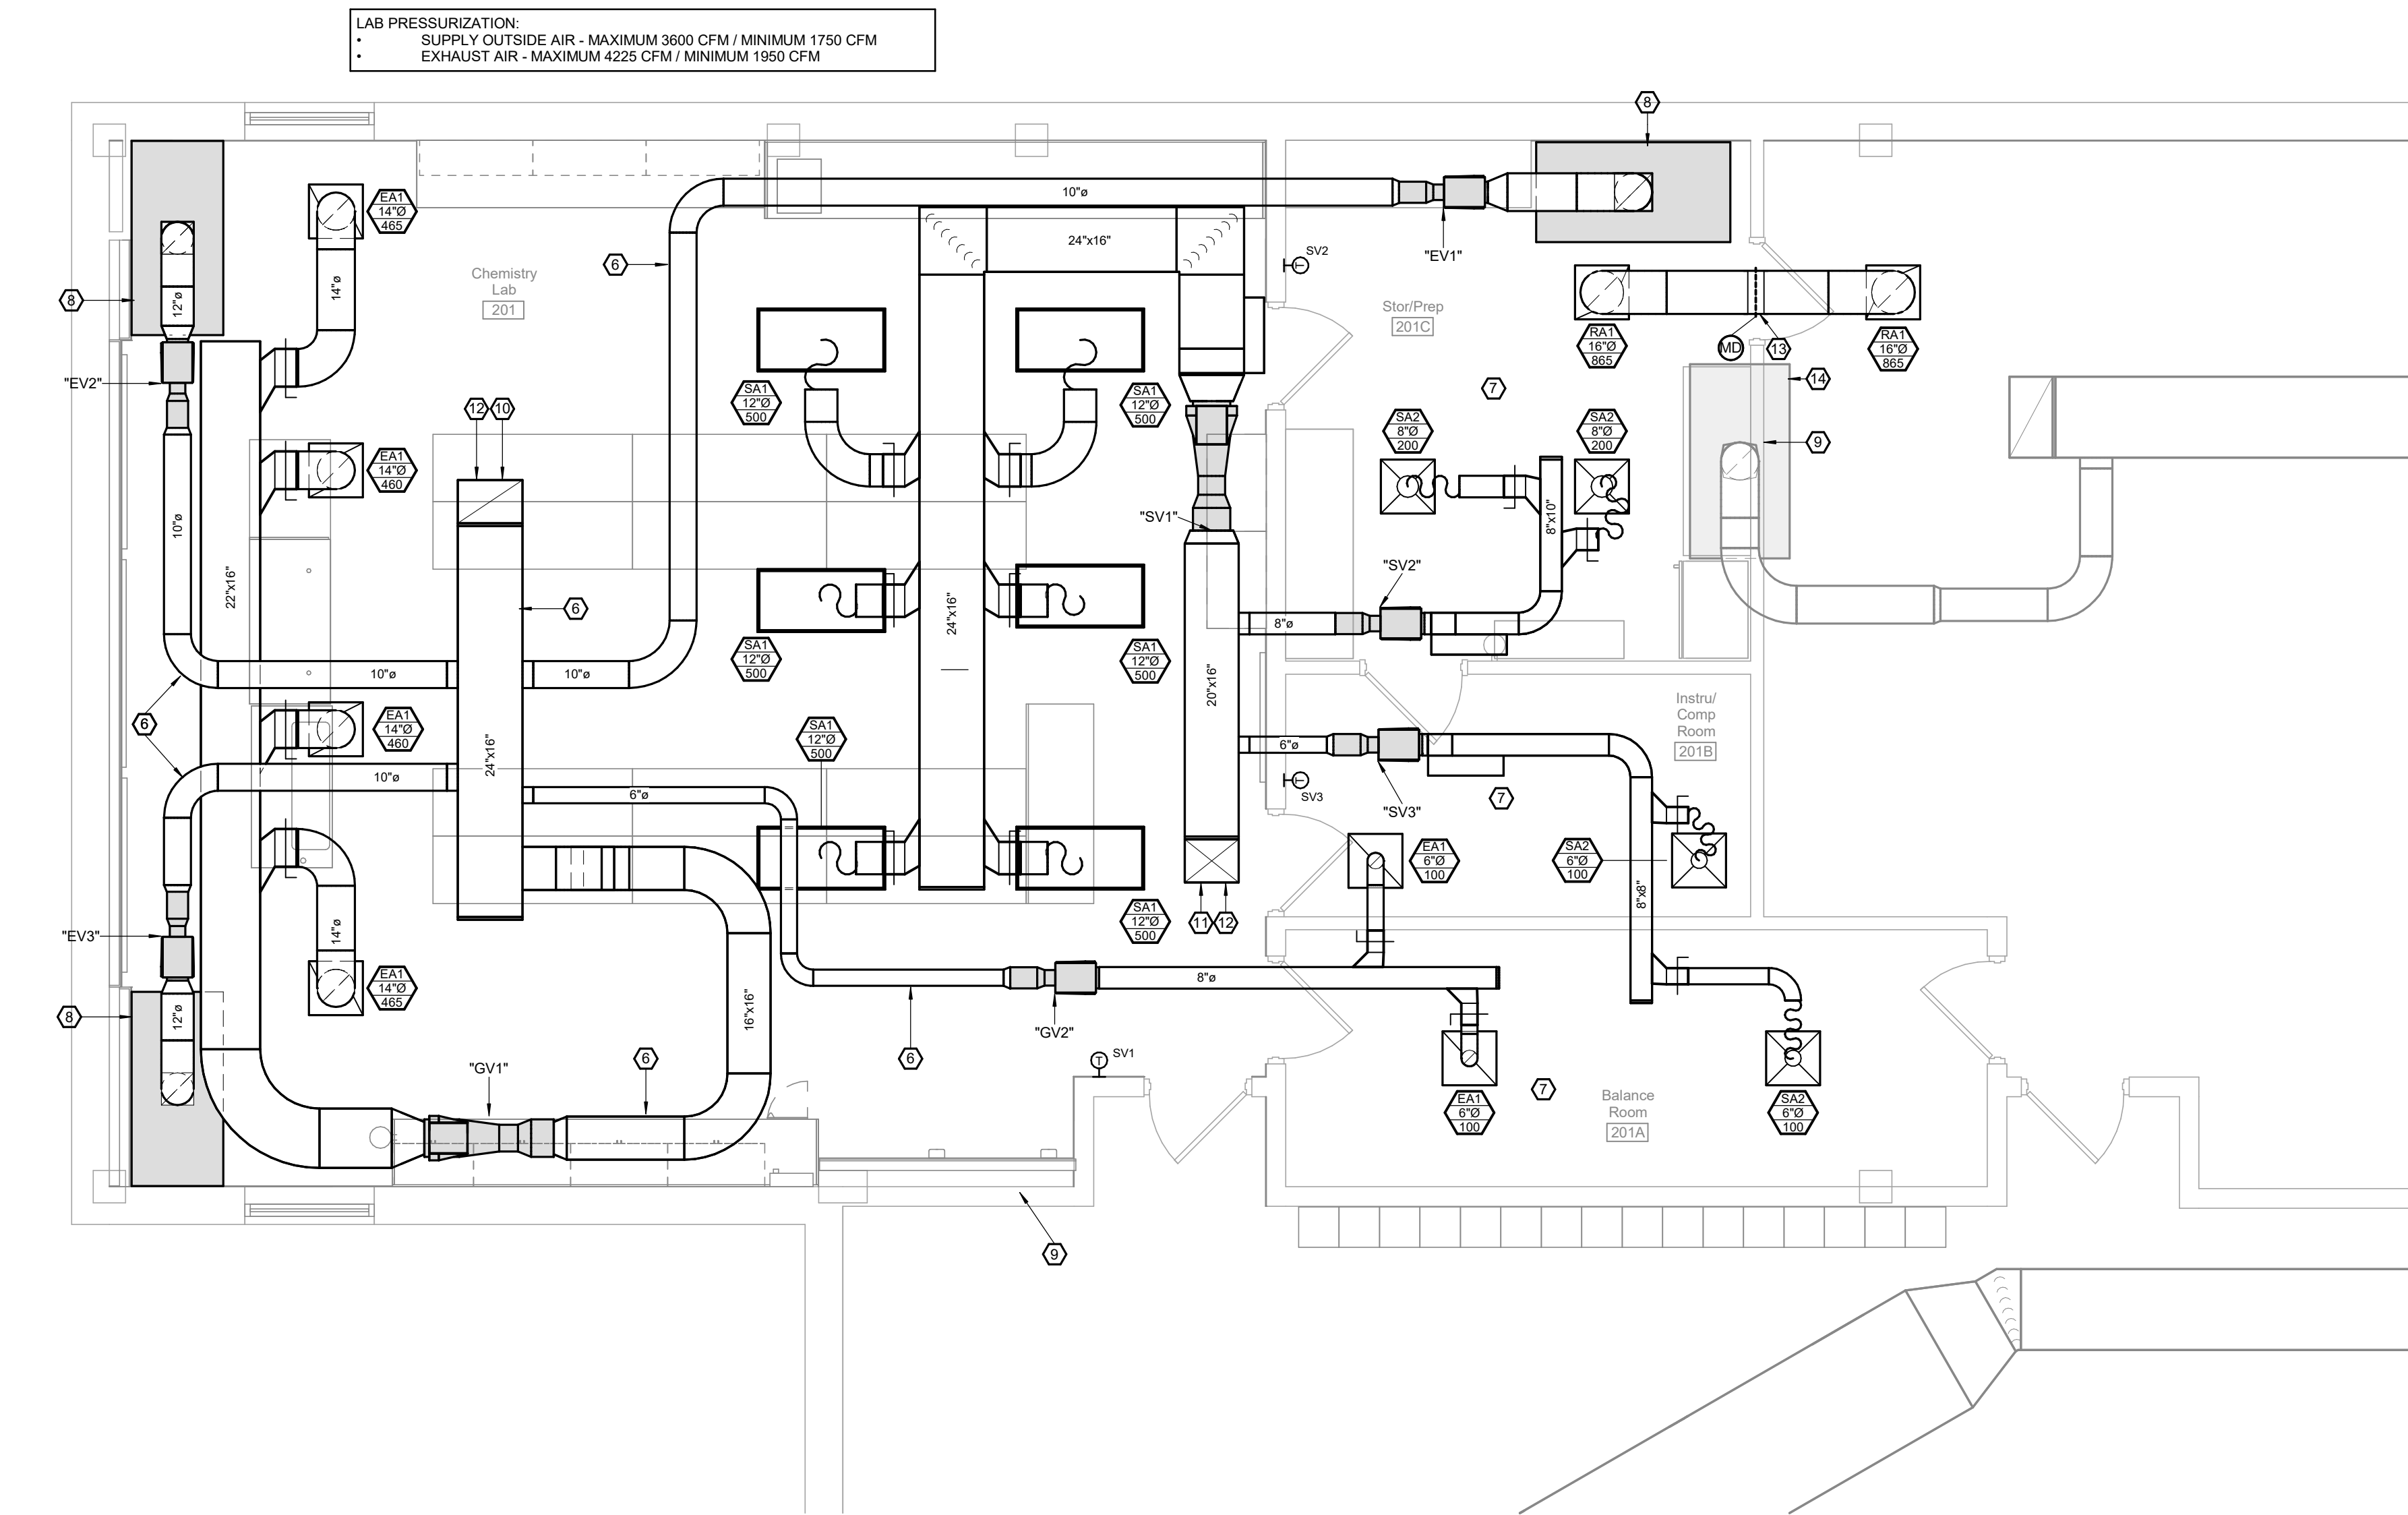 LAB PRESSURIZATION:
• SUPPLY OUTSIDE AIR - MAXIMUM 3600 CFM / MINIMUM 1750 CFM
• EXHAUST AIR - MAXIMUM 4225 CFM / MINIMUM 1950 CFM
8
EA1
14"Ø
465
10"ø
24"x16"
"EV1"
SV2
T
6
Chemistry
Lab
201
14"ø
8
12"ø
Stor/Prep
201C
RA1
16"Ø
865
MD
13
RA1
16"Ø
865
14
"EV2"
7
12
10
SA1
12"Ø
500
SA1
12"Ø
500
SA2
8"Ø
200
SA2
8"Ø
200
9
EA1
14"Ø
460
10"ø
"SV1"
8"x10"
22"x16"
6
24"x16"
"SV2"
8"ø
SA1
12"Ø
500
SA1
12"Ø
500
10"ø
10"ø
20"x16"
Instru/
Comp
Room
201B
6
EA1
14"Ø
460
SA1
12"Ø
500
24"x16"
6"ø
10"ø
6"ø
T
SV3
"SV3"
7
EA1
6"Ø
100
SA2
6"Ø
100
8"x8"
SA1
12"Ø
500
11
12
"EV3"
14"ø
EA1
14"Ø
465
8"ø
16"x16"
8
12"ø
"GV2"
"GV1"
6
6
T
SV1
7
EA1
6"Ø
100
Balance
Room
201A
SA2
6"Ø
100
9